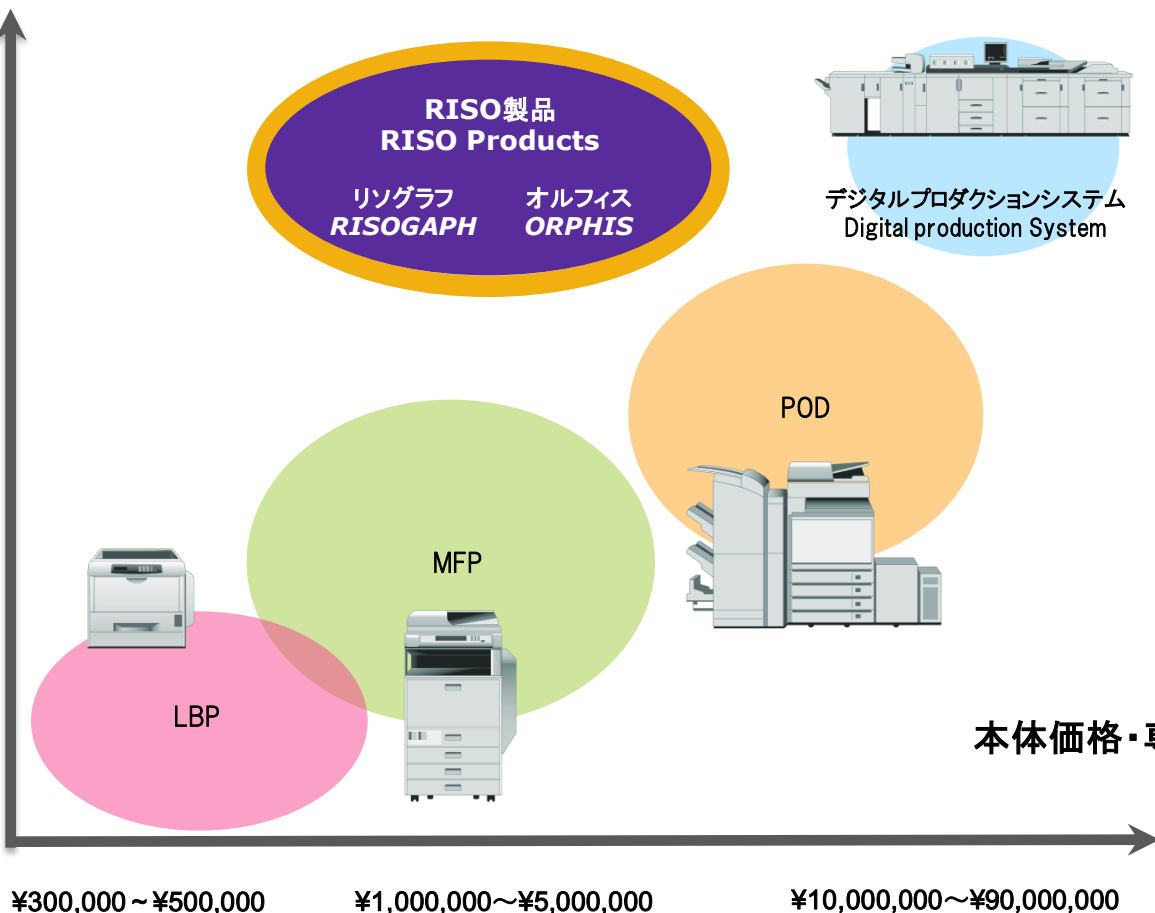 RISO製品
RISO Products
リソグラフ
RISOGAPH
オルフィス
ORPHIS
デジタルプロダクションシステム
Digital production System
POD
MFP
LBP
本体価格・専
¥300,000～¥500,000
¥1,000,000～¥5,000,000
¥10,000,000～¥90,000,000